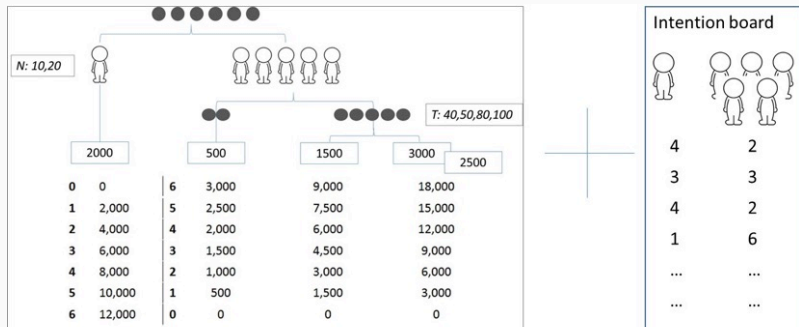 N: 10,20
T: 40,50,80,100
2000 500 1500 3000
2500
0 0 6 3,000 9,000 18,000
1 2,000 5 2,500 7,500 15,000
2 4,000 4 2,000 6,000 12,000
3 6,000 3 1,500 4,500 9,000
4 8,000 2 1,000 3,000 6,000
5 10,000 1 500 1,500 3,000
6 12,000 0 0 0 0
Intention board
4 2
3 3
4 2
1 6
... ...
... ...